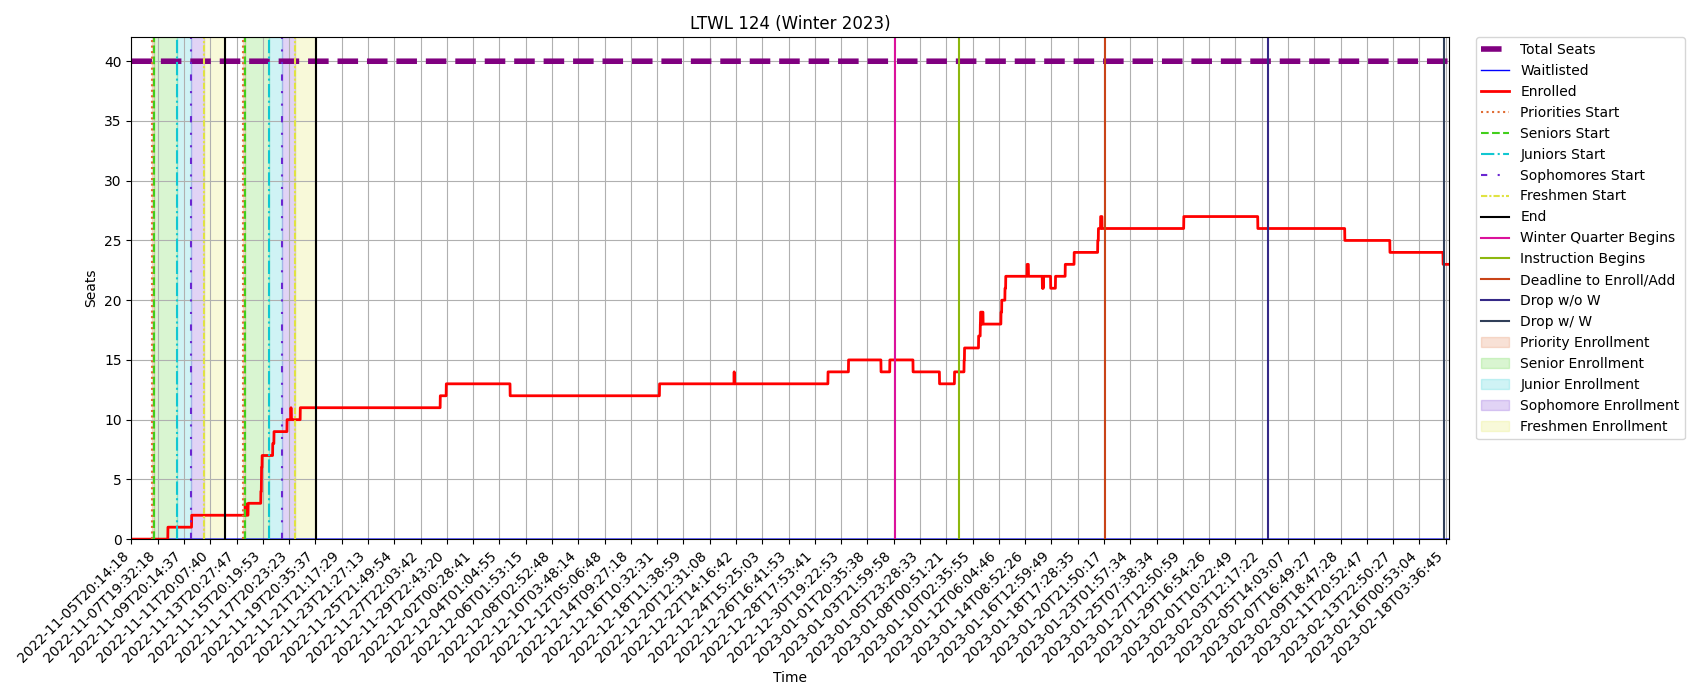 LTWL 124 (Winter 2023)
Total Seats
Waitlisted
Enrolled
Priorities Start
Seniors Start
Juniors Start
Sophomores Start
Freshmen Start
End
Winter Quarter Begins
Instruction Begins
Deadline to Enroll/Add
Drop w/o W
Drop w/ W
Priority Enrollment
Senior Enrollment
Junior Enrollment
Sophomore Enrollment
Freshmen Enrollment
Seats
40
35
30
25
20
15
10
5
0
2022-11-05T20:14:18
2022-11-07T19:32:18
2022-11-09T20:14:37
2022-11-11T20:07:40
2022-11-13T20:27:47
2022-11-15T20:19:53
2022-11-17T20:23:23
2022-11-19T20:35:37
2022-11-21T21:17:29
2022-11-23T21:27:13
2022-11-25T21:49:54
2022-11-27T22:03:42
2022-11-29T22:43:20
2022-12-02T00:28:41
2022-12-04T01:04:55
2022-12-06T01:53:15
2022-12-08T02:52:48
2022-12-10T03:48:14
2022-12-12T05:06:48
2022-12-14T09:27:18
2022-12-16T10:32:31
2022-12-18T11:38:59
2022-12-20T12:31:08
2022-12-22T14:16:42
2022-12-24T15:25:03
2022-12-26T16:41:53
2022-12-28T17:53:41
2022-12-30T19:22:53
2023-01-01T20:35:38
2023-01-03T21:59:58
2023-01-05T23:28:33
2023-01-08T00:51:21
2023-01-10T02:35:55
2023-01-12T06:04:46
2023-01-14T08:52:26
2023-01-16T12:59:49
2023-01-18T17:28:35
2023-01-20T21:50:17
2023-01-23T01:57:34
2023-01-25T07:38:34
2023-01-27T12:50:59
2023-01-29T16:54:26
2023-02-01T10:22:49
2023-02-03T12:17:22
2023-02-05T14:03:07
2023-02-07T16:49:27
2023-02-09T18:47:28
2023-02-11T20:52:47
2023-02-13T22:50:27
2023-02-16T00:53:04
2023-02-18T03:36:45
Time